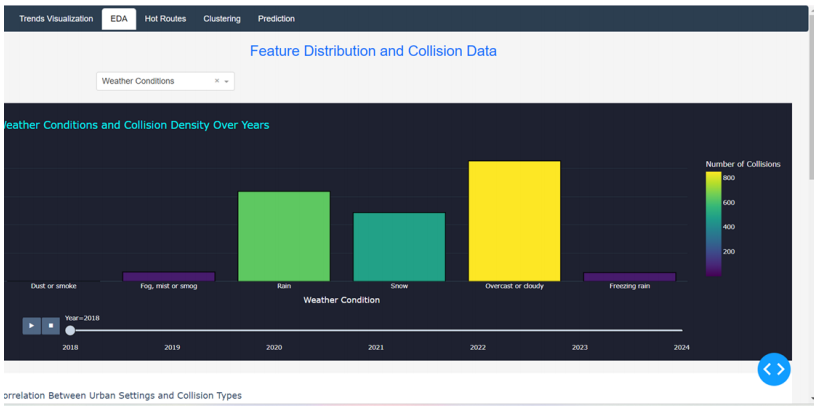 Trends Visualization EDA Hot Routes Clustering Prediction
Feature Distribution and Collision Data
Weather Conditions × 
Weather Conditions and Collision Density Over Years
Number of Collisions
800
600
400
200
Dust or smoke Fog, mist or smog Rain Snow Overcast or cloudy Freezing rain
Weather Condition
Year=2018
2018 2019 2020 2021 2022 2023 2024
orrelation Between Urban Settings and Collision Types